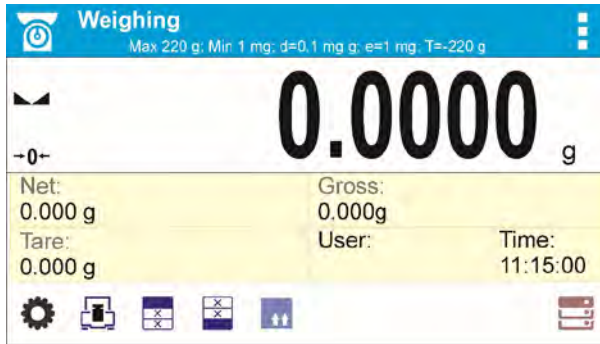 Weighing
Max 220 g; Min 1 mg; d=0.1 mg g; e=1 mg; T=-220 g
0.0000 g
→0←
Net:
0.000 g
Gross:
0.000g
Tare:
0.000 g
User:
Time:
11:15:00